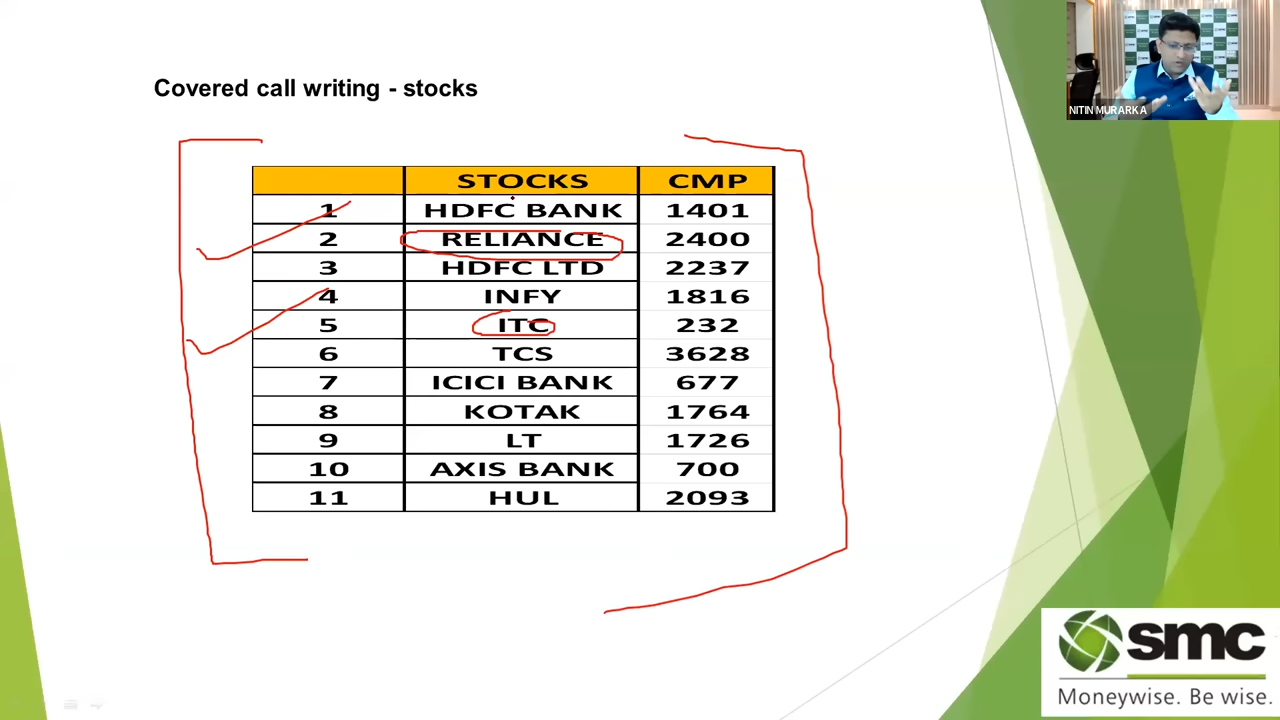 NITIN MURARKA
Covered call writing - stocks
STOCKS CMP
1 HDFC BANK 1401
2 RELIANCE 2400
3 HDFC LTD 2237
4 INFY 1816
5 ITC 232
6 TCS 3628
7 ICICI BANK 677
8 KOTAK 1764
9 LT 1726
10 AXIS BANK 700
11 HUL 2093
smc
Moneywise. Be wise.